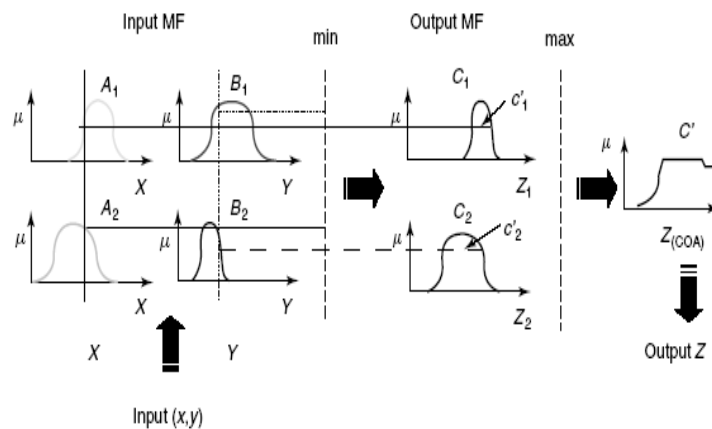 Input MF
min
Output MF
max
A₁
B₁
C₁
μ
μ
μ
c'₁
C'
μ
X
Y
Z₁
A₂
B₂
C₂
μ
μ
μ
c'₂
Z(COA)
X
Y
Z₂
X
Y
Output Z
Input (x,y)